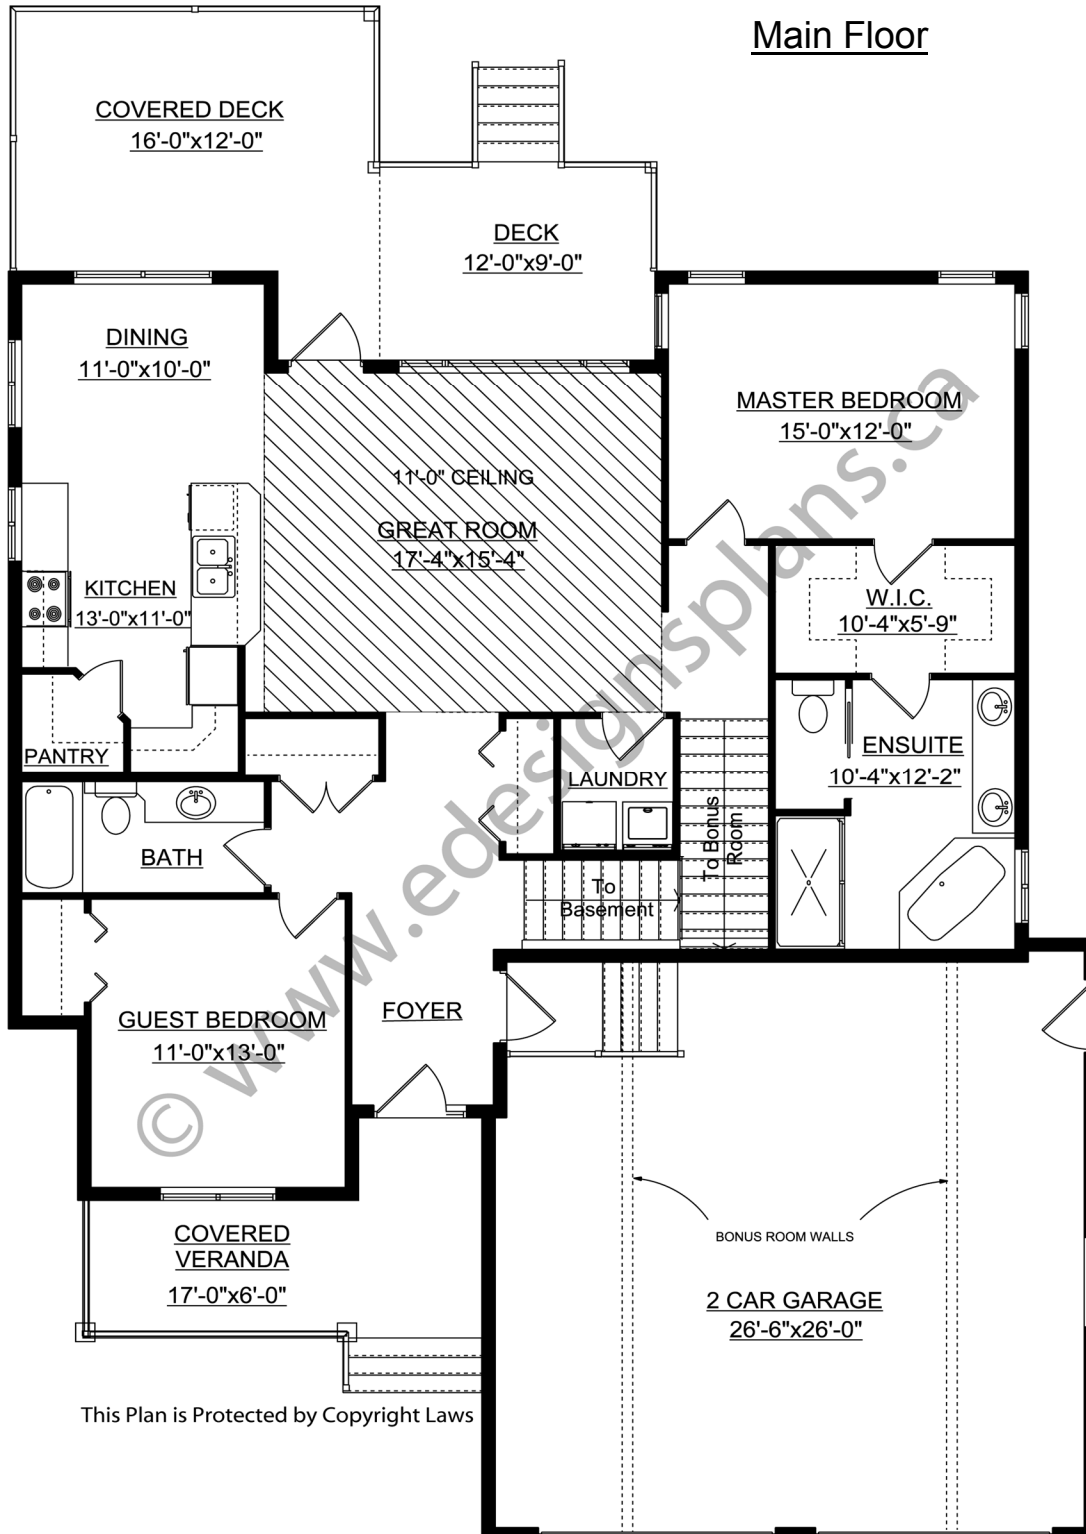 Main Floor
COVERED DECK
16'-0"x12'-0"
DECK
12'-0"x9'-0"
DINING
11'-0"x10'-0"
MASTER BEDROOM
15'-0"x12'-0"
11'-0" CEILING
GREAT ROOM
17'-4"x15'-4"
KITCHEN
13'-0"x11'-0"
W.I.C.
10'-4"x5'-9"
PANTRY
LAUNDRY
ENSUITE
10'-4"x12'-2"
To Bonus
Room
BATH
To
Basement
GUEST BEDROOM
11'-0"x13'-0"
FOYER
COVERED
VERANDA
17'-0"x6'-0"
BONUS ROOM WALLS
2 CAR GARAGE
26'-6"x26'-0"
This Plan is Protected by Copyright Laws
© www.edesignsplans.ca